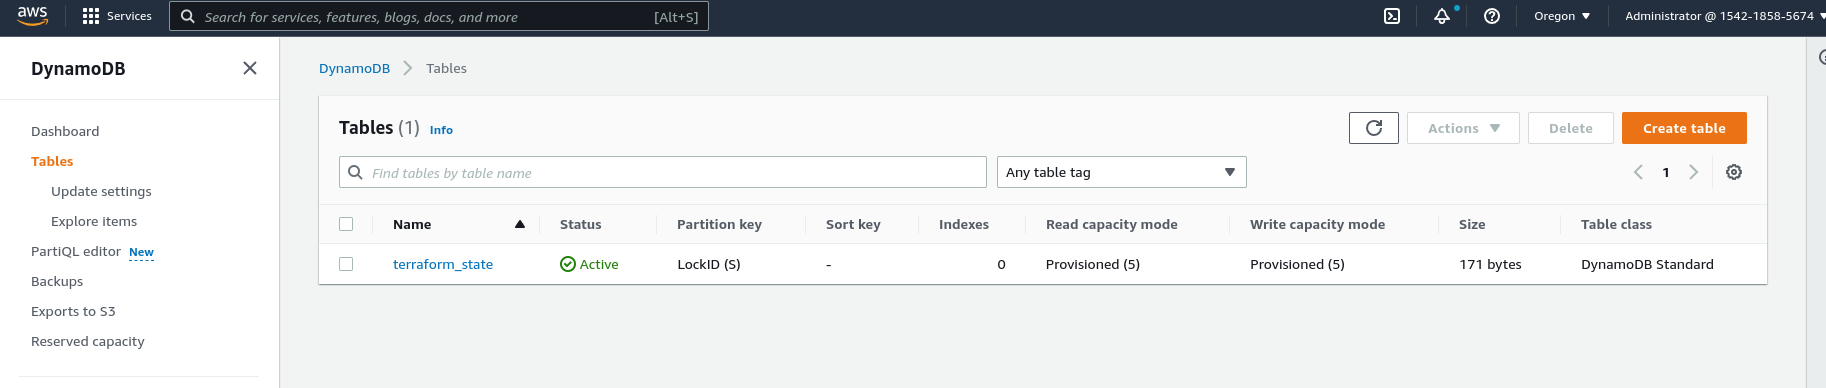 aws
Services
Search for services, features, blogs, docs, and more [Alt+S]
Oregon
Administrator @ 1542-1858-5674
DynamoDB
Dashboard
Tables
Update settings
Explore items
PartiQL editor New
Backups
Exports to S3
Reserved capacity
DynamoDB Tables
Tables (1) Info
Actions
Delete
Create table
Find tables by table name
Any table tag
1
Name Status Partition key Sort key Indexes Read capacity mode Write capacity mode Size Table class
terraform_state Active LockID (S) - 0 Provisioned (5) Provisioned (5) 171 bytes DynamoDB Standard